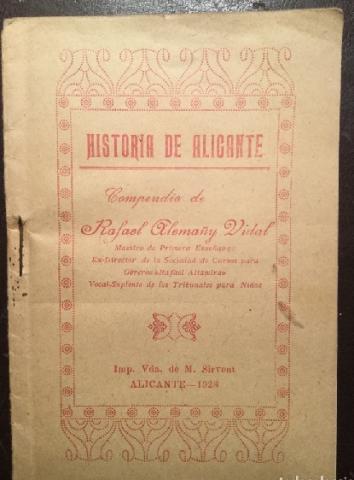 HISTORIA DE ALICANTE
Compendio de
Rafael Alemañy Vidal
Maestro de Primera Enseñanza
Ex-Director de la Sociedad de Cursos para
Obreros «Rafael Altamira»
Vocal-Suplente de los Tribunales para Niños
Imp. Vda. de M. Sirvent
ALICANTE—1928